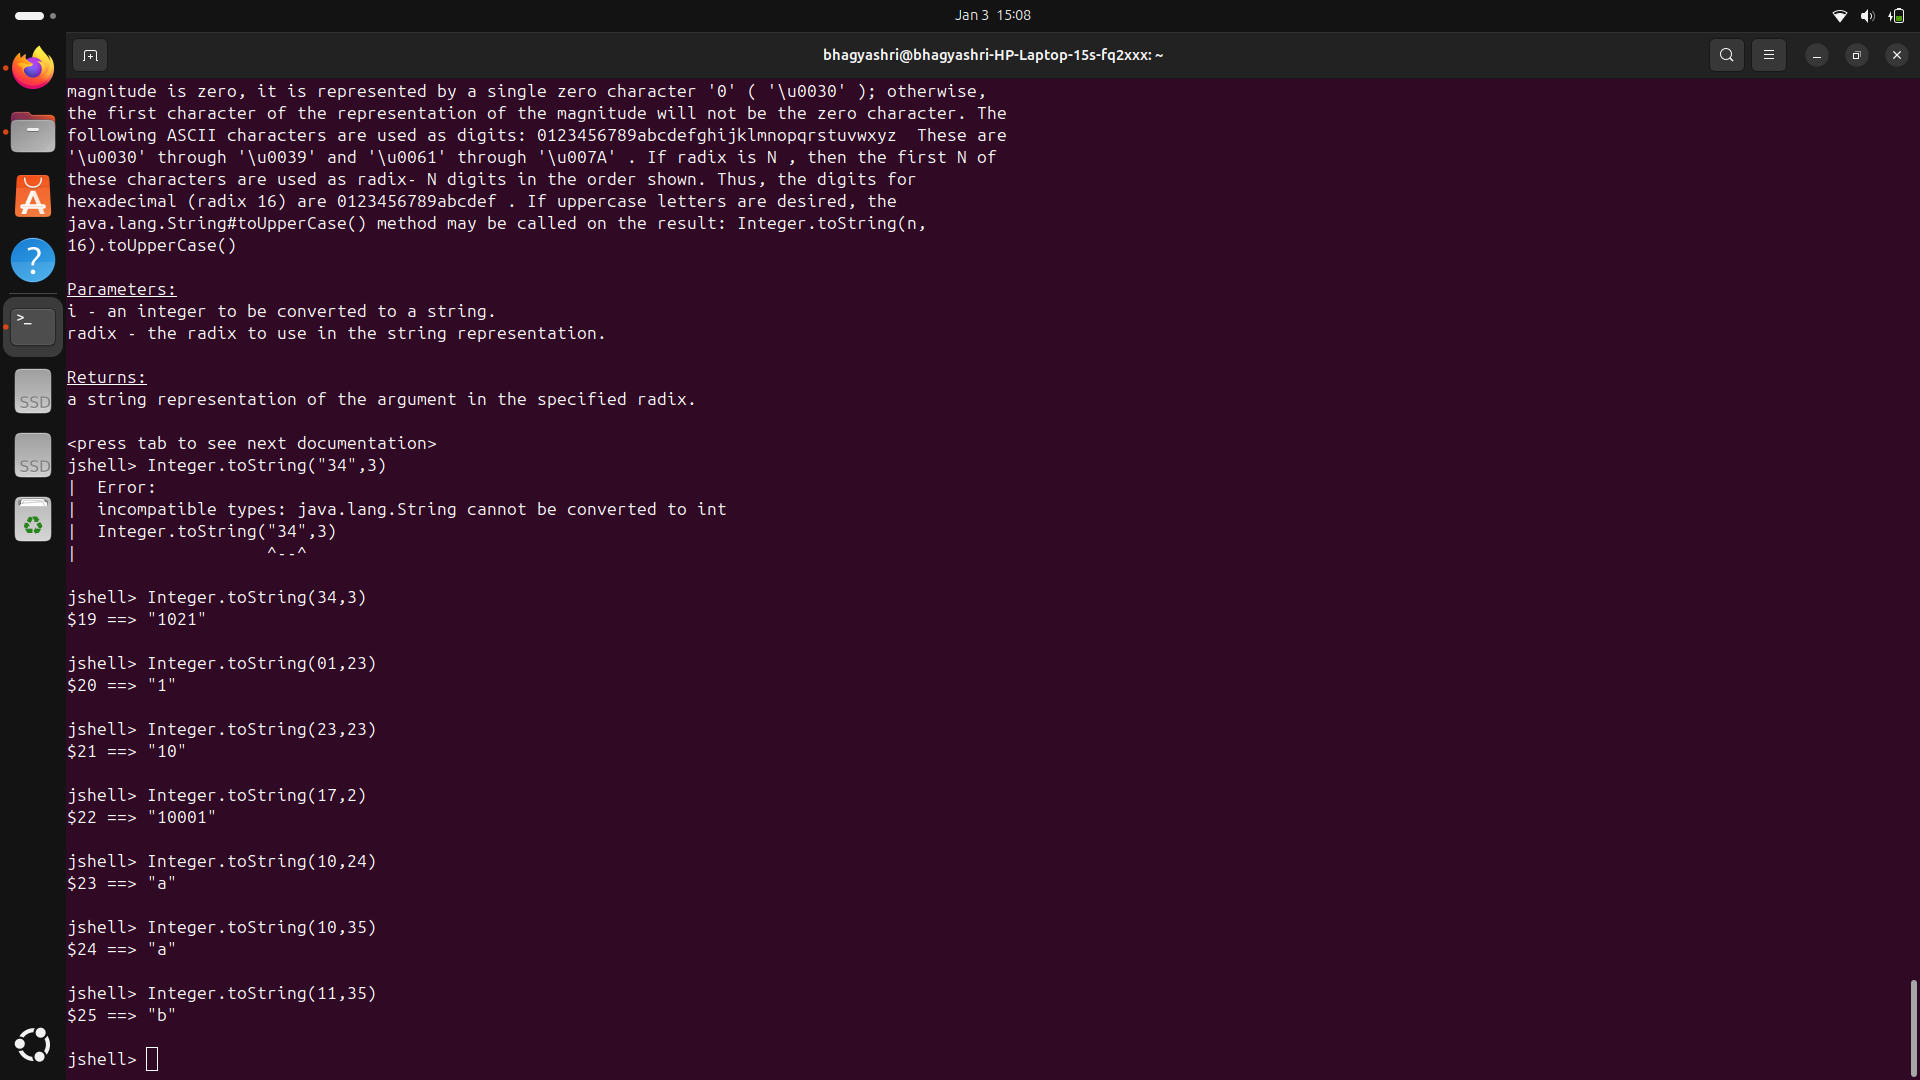 Jan 3 15:08
bhagyashri@bhagyashri-HP-Laptop-15s-fq2xxx: ~
magnitude is zero, it is represented by a single zero character '0' ( '\u0030' ); otherwise,
the first character of the representation of the magnitude will not be the zero character. The
following ASCII characters are used as digits: 0123456789abcdefghijklmnopqrstuvwxyz  These are
'\u0030' through '\u0039' and '\u0061' through '\u007A' . If radix is N , then the first N of
these characters are used as radix- N digits in the order shown. Thus, the digits for
hexadecimal (radix 16) are 0123456789abcdef . If uppercase letters are desired, the
java.lang.String#toUpperCase() method may be called on the result: Integer.toString(n,
16).toUpperCase()
Parameters:
i - an integer to be converted to a string.
radix - the radix to use in the string representation.
Returns:
a string representation of the argument in the specified radix.
<press tab to see next documentation>
jshell> Integer.toString("34",3)
|  Error:
|  incompatible types: java.lang.String cannot be converted to int
|  Integer.toString("34",3)
|                   ^--^
jshell> Integer.toString(34,3)
$19 ==> "1021"
jshell> Integer.toString(01,23)
$20 ==> "1"
jshell> Integer.toString(23,23)
$21 ==> "10"
jshell> Integer.toString(17,2)
$22 ==> "10001"
jshell> Integer.toString(10,24)
$23 ==> "a"
jshell> Integer.toString(10,35)
$24 ==> "a"
jshell> Integer.toString(11,35)
$25 ==> "b"
jshell>
SSD
SSD